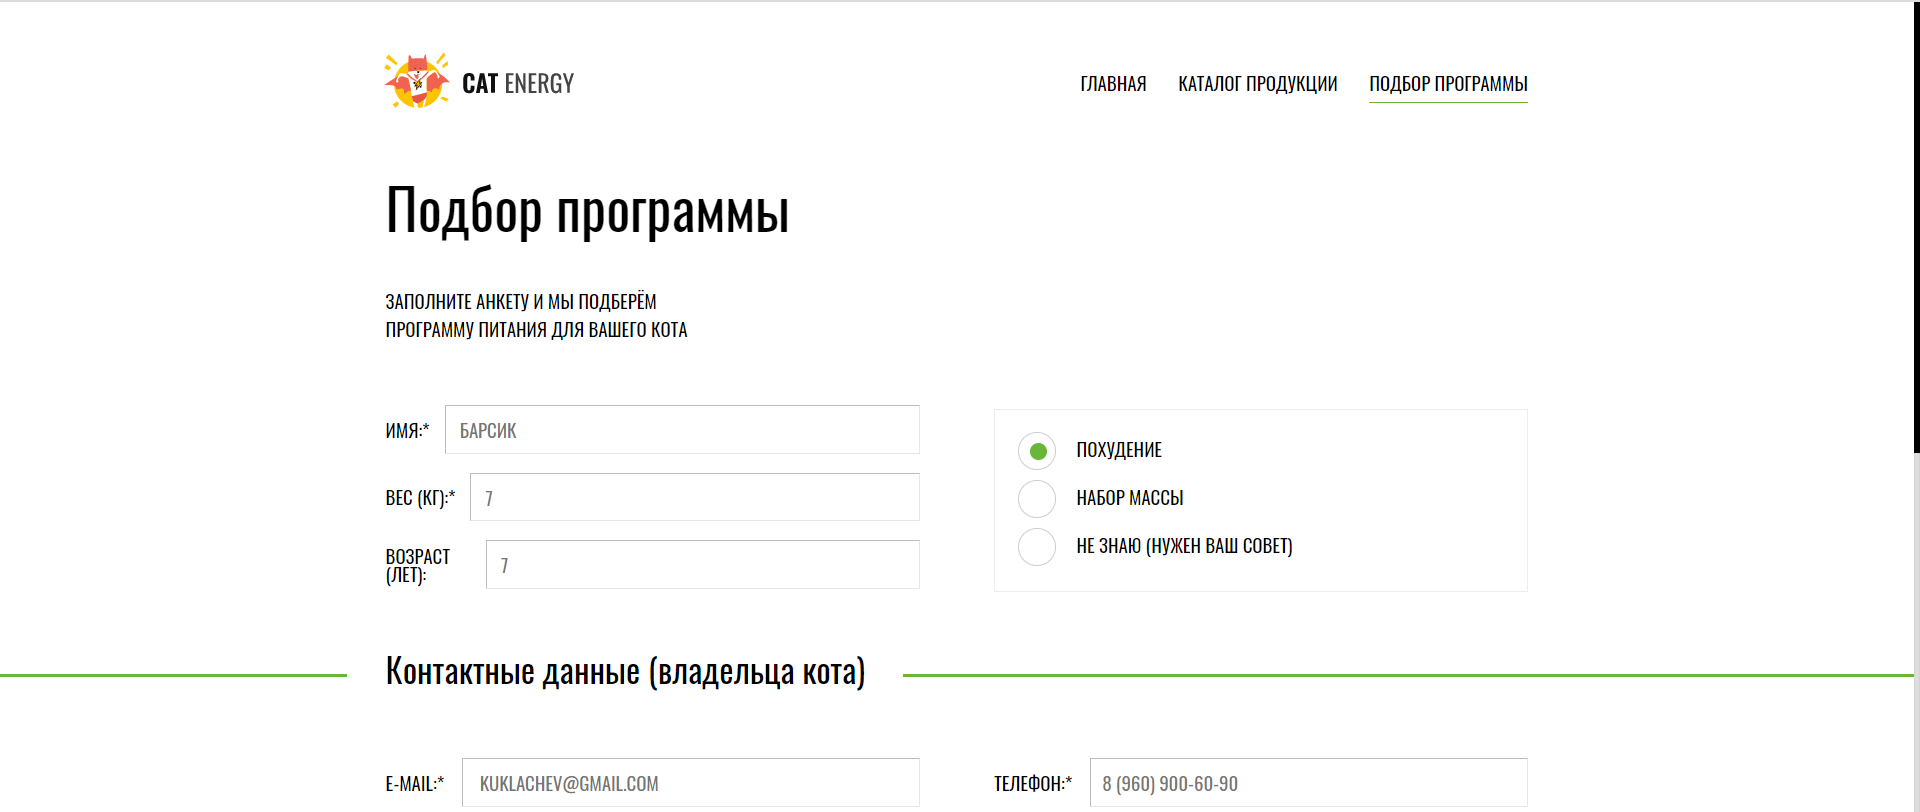 CAT ENERGY
ГЛАВНАЯ КАТАЛОГ ПРОДУКЦИИ ПОДБОР ПРОГРАММЫ
Подбор программы
ЗАПОЛНИТЕ АНКЕТУ И МЫ ПОДБЕРЁМ
ПРОГРАММУ ПИТАНИЯ ДЛЯ ВАШЕГО КОТА
ИМЯ:* БАРСИК
ВЕС (КГ):* 7
ВОЗРАСТ
(ЛЕТ): 7
ПОХУДЕНИЕ
НАБОР МАССЫ
НЕ ЗНАЮ (НУЖЕН ВАШ СОВЕТ)
Контактные данные (владельца кота)
E-MAIL:* KUKLACHEV@GMAIL.COM
ТЕЛЕФОН:* 8 (960) 900-60-90